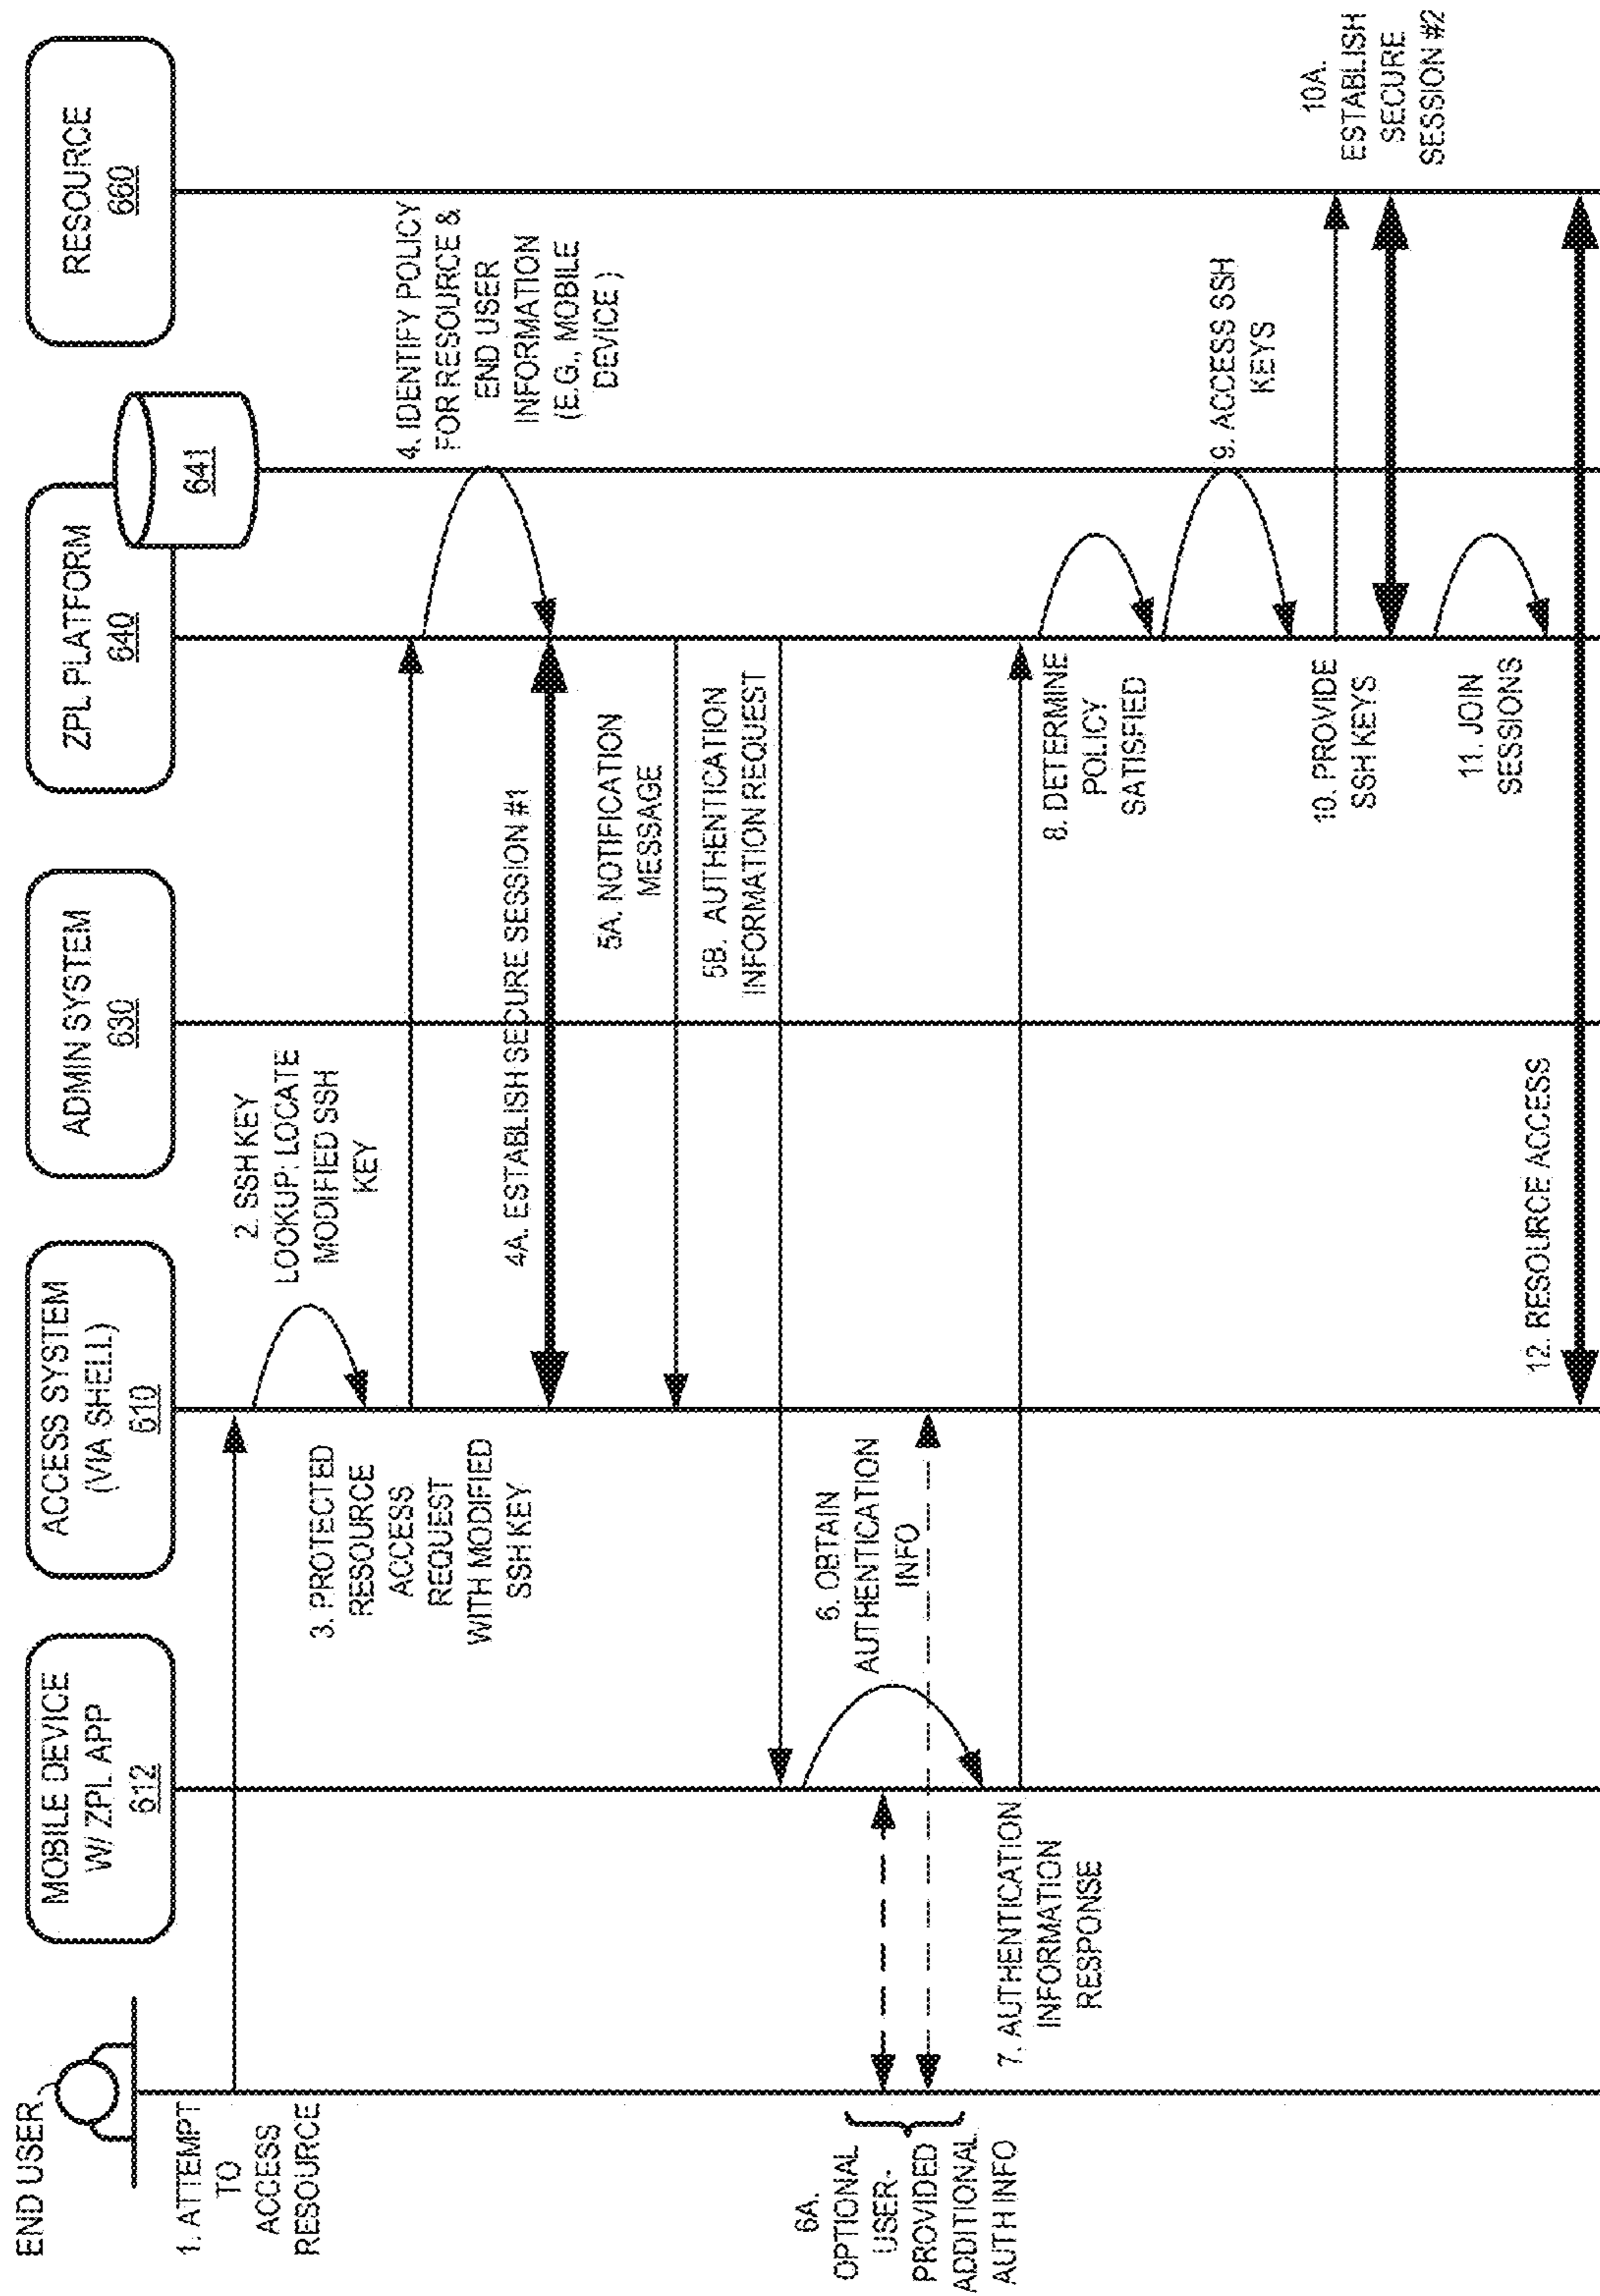 END USER
MOBILE DEVICE
W/ ZPL APP
612
ACCESS SYSTEM
(VIA SHELL)
610
ADMIN SYSTEM
630
ZPL PLATFORM
640
641
RESOURCE
660
1. ATTEMPT
TO
ACCESS
RESOURCE
2. SSH KEY
LOOKUP: LOCATE
MODIFIED SSH
KEY
3. PROTECTED
RESOURCE
ACCESS
REQUEST
WITH MODIFIED
SSH KEY
4. IDENTIFY POLICY
FOR RESOURCE &
END USER
INFORMATION
(E.G., MOBILE
DEVICE )
4A. ESTABLISH SECURE SESSION #1
5A. NOTIFICATION
MESSAGE
5B. AUTHENTICATION
INFORMATION REQUEST
6. OBTAIN
AUTHENTICATION
INFO
6A.
OPTIONAL
USER-
PROVIDED
ADDITIONAL
AUTH INFO
7. AUTHENTICATION
INFORMATION
RESPONSE
8. DETERMINE
POLICY
SATISFIED
9. ACCESS SSH
KEYS
10. PROVIDE
SSH KEYS
10A.
ESTABLISH
SECURE
SESSION #2
11. JOIN
SESSIONS
12. RESOURCE ACCESS